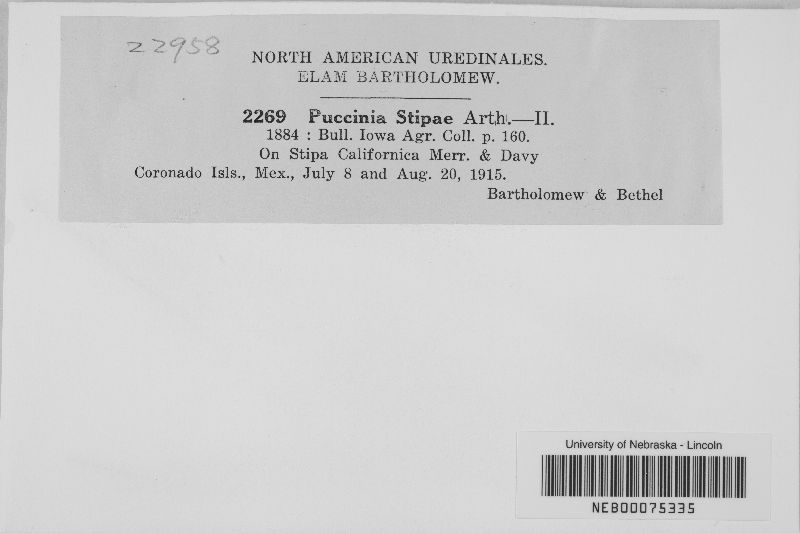 22958
NORTH AMERICAN UREDINALES.
ELAM BARTHOLOMEW.
2269 Puccinia Stipae Arth.—II.
1884 : Bull. Iowa Agr. Coll. p. 160.
On Stipa Californica Merr. & Davy
Coronado Isls., Mex., July 8 and Aug. 20, 1915.
Bartholomew & Bethel
University of Nebraska - Lincoln
NEB00075335